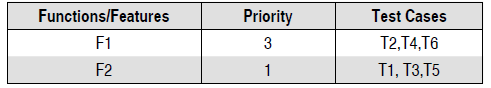 Functions/Features Priority Test Cases
F1 3 T2,T4,T6
F2 1 T1, T3,T5